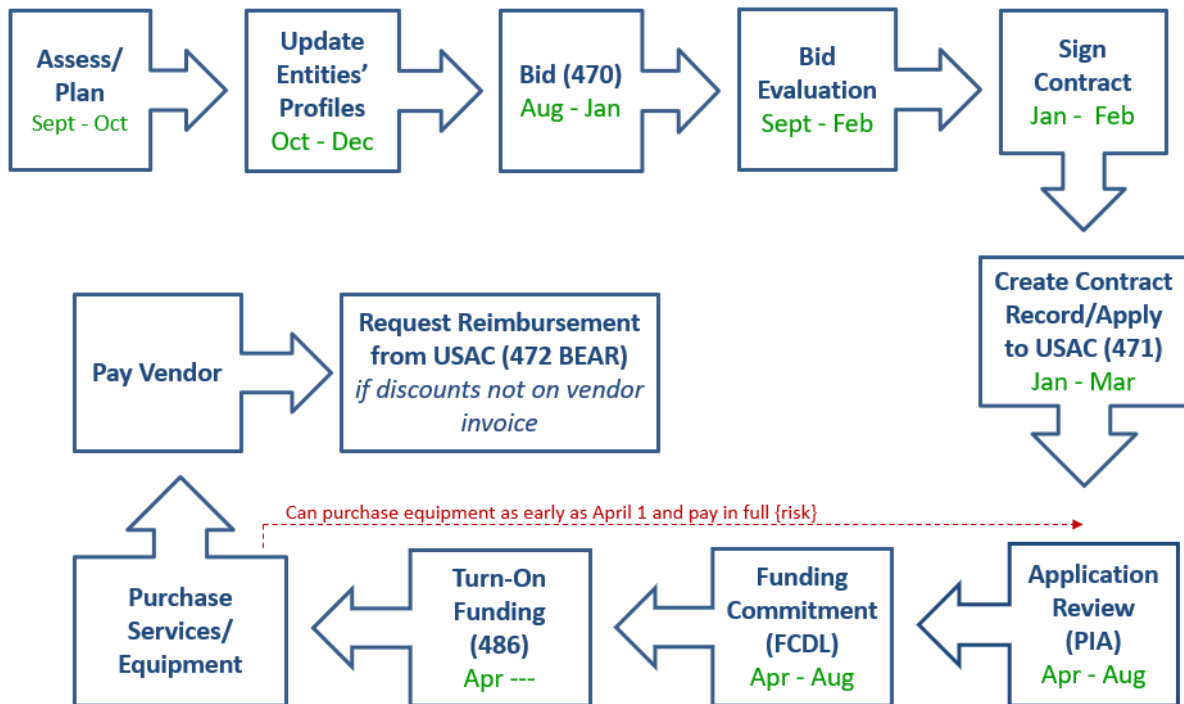 Assess/
Plan
Sept - Oct
Update
Entities’
Profiles
Oct - Dec
Bid (470)
Aug - Jan
Bid
Evaluation
Sept - Feb
Sign
Contract
Jan - Feb
Create Contract
Record/Apply
to USAC (471)
Jan - Mar
Pay Vendor
Request Reimbursement
from USAC (472 BEAR)
if discounts not on vendor
invoice
Can purchase equipment as early as April 1 and pay in full {risk}
Application
Review
(PIA)
Apr - Aug
Funding
Commitment
(FCDL)
Apr - Aug
Turn-On
Funding
(486)
Apr ---
Purchase
Services/
Equipment